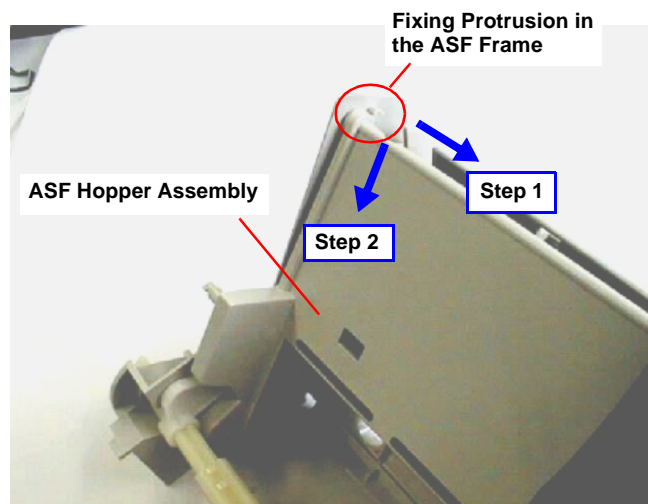 Fixing Protrusion in
the ASF Frame
ASF Hopper Assembly
Step 1
Step 2